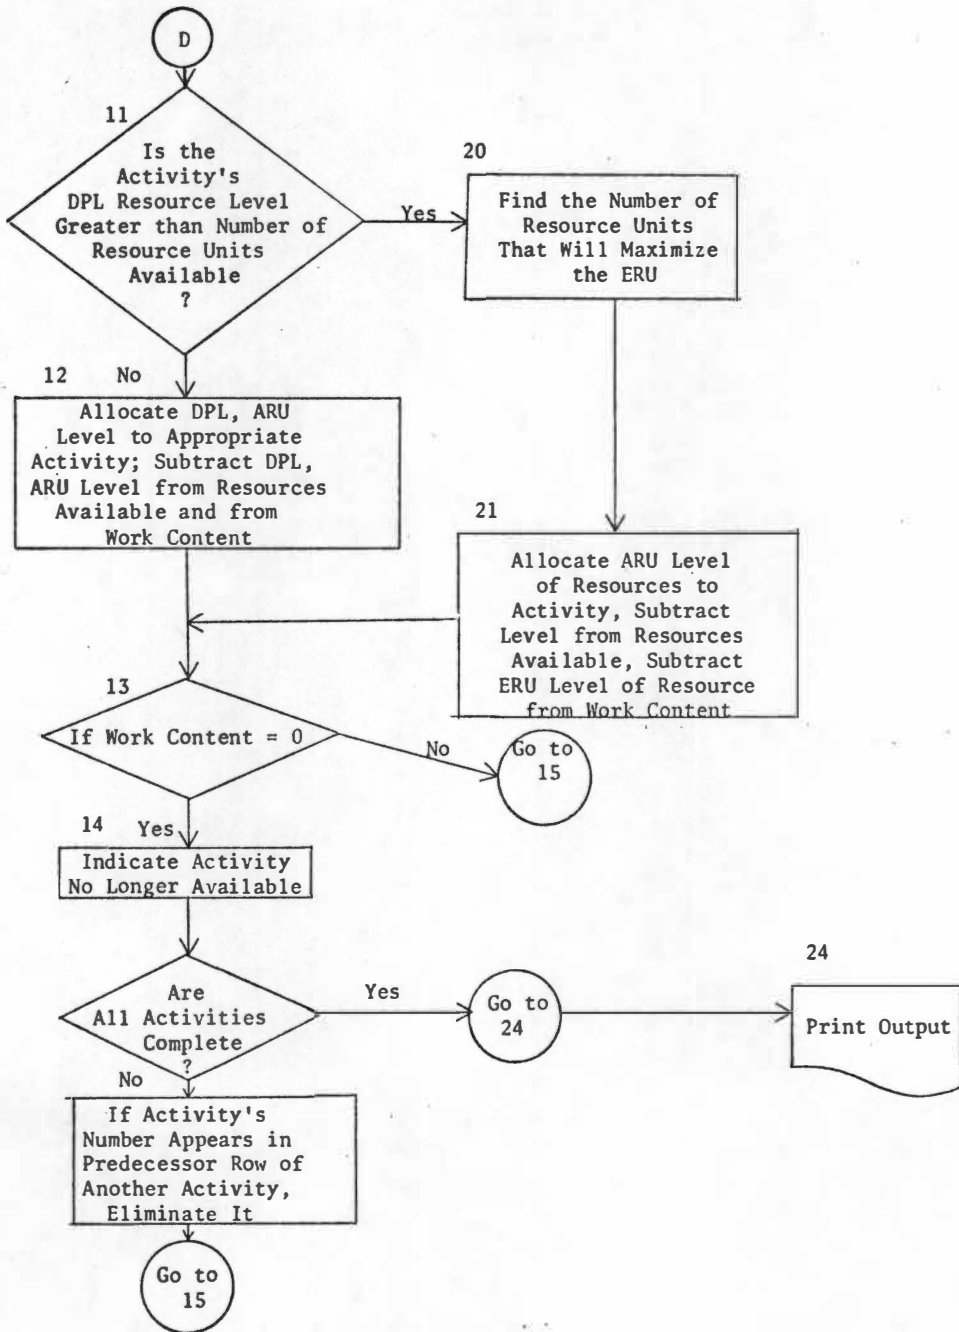 D
11
Is the
Activity's
DPL Resource Level
Greater than Number of
Resource Units
Available
?
Yes
20
Find the Number of
Resource Units
That Will Maximize
the ERU
12
No
Allocate DPL, ARU
Level to Appropriate
Activity; Subtract DPL,
ARU Level from Resources
Available and from
Work Content
21
Allocate ARU Level
of Resources to
Activity, Subtract
Level from Resources
Available, Subtract
ERU Level of Resource
from Work Content
13
If Work Content = 0
No
Go to
15
14
Yes
Indicate Activity
No Longer Available
Are
All Activities
Complete
?
Yes
Go to
24
24
Print Output
No
If Activity's
Number Appears in
Predecessor Row of
Another Activity,
Eliminate It
Go to
15